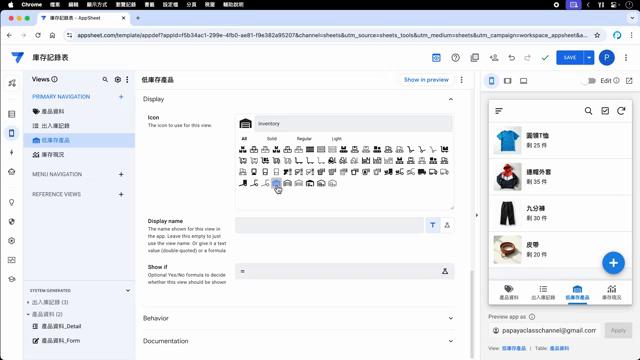 Chrome 檔案 編輯 顯示方式 瀏覽記錄 書籤 設定檔 分頁 視窗 輔助說明
庫存記錄表 - AppSheet
appsheet.com/template/appdef?appId=f5b34ac1-299e-4fb0-ae81-f9e382a95207&channel=sheets&utm_source=sheets_tools&utm_medium=sheets&utm_campaign=workspace_appsheet&a...
庫存記錄表
SAVE
P
Views
PRIMARY NAVIGATION
產品資料
出入庫記錄
低庫存產品
庫存現況
MENU NAVIGATION
REFERENCE VIEWS
SYSTEM GENERATED
出入庫記錄 (3)
產品資料 (2)
產品資料_Detail
產品資料_Form
低庫存產品
Show in preview
Display
Icon
The icon to use for this view.
inventory
All Solid Regular Light
Display name
The name shown for this view in the app. Leave this empty to just use the view name. Or give it a text value (double quoted) or a formula
Show if
Optional Yes/No formula to decide whether this view should be shown
=
Behavior
Documentation
Edit
圓領T恤
剩 25 件
連帽外套
剩 35 件
九分褲
剩 30 件
皮帶
剩 20 件
產品資料 出入庫記錄 低庫存產品 庫存現況
Preview app as
papayaclasschannel@gmail.com
Apply
View: 低庫存產品 Table: 產品資料